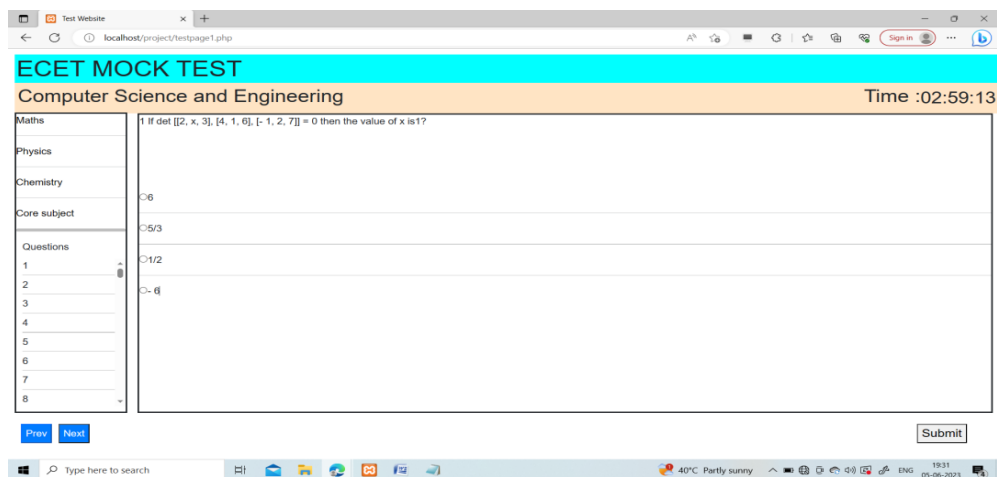 Test Website
localhost/project/testpage1.php
Sign in
ECET MOCK TEST
Computer Science and Engineering
Time :02:59:13
Maths
Physics
Chemistry
Core subject
Questions
1
2
3
4
5
6
7
8
1 If det [[2, x, 3], [4, 1, 6], [- 1, 2, 7]] = 0 then the value of x is1?
6
5/3
1/2
- 6
Prev
Next
Submit
Type here to search
40°C Partly sunny
ENG
19:31
05-06-2023